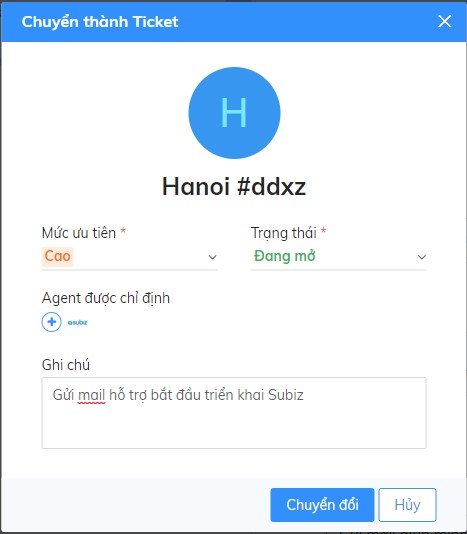 Chuyển thành Ticket
H
Hanoi #ddxz
Mức ưu tiên *
Trạng thái *
Cao
Đang mở
Agent được chỉ định
subiz
Ghi chú
Gửi mail hỗ trợ bắt đầu triển khai Subiz
Chuyển đổi
Hủy